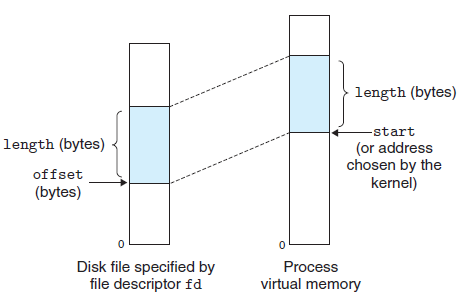 length (bytes)
offset
(bytes)
0
Disk file specified by
file descriptor fd
length (bytes)
start
(or address
chosen by the
kernel)
0
Process
virtual memory